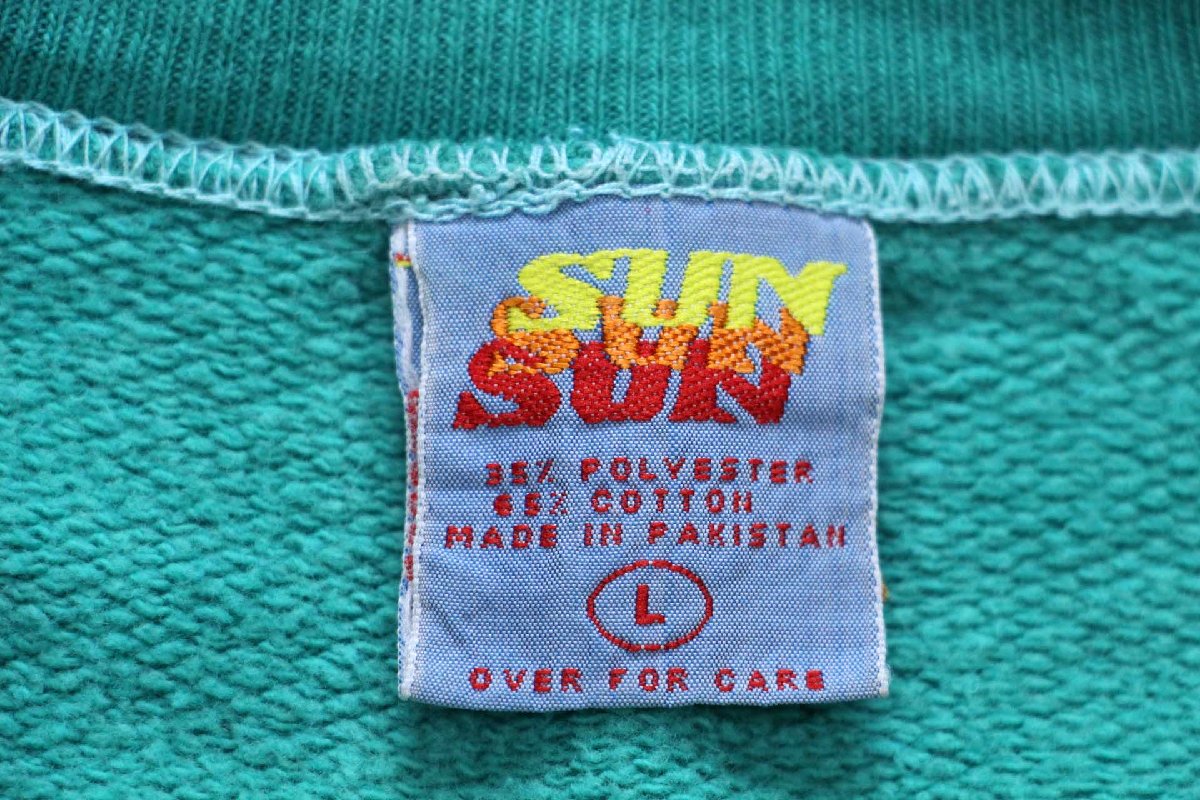 SUN
SUN
SUN
35% POLYESTER
65% COTTON
MADE IN PAKISTAN
L
OVER FOR CARE